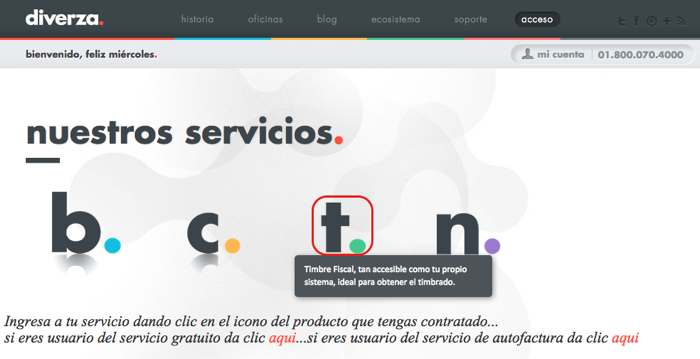 diverza.
historia oficinas blog ecosistema soporte acceso
bienvenido, feliz miércoles.
mi cuenta 01.800.070.4000
nuestros servicios.
b. c. t. n.
Timbre Fiscal, tan accesible como tu propio
sistema, ideal para obtener el timbrado.
Ingresa a tu servicio dando clic en el icono del producto que tengas contratado...
si eres usuario del servicio gratuito da clic aqui...si eres usuario del servicio de autofactura da clic aqui